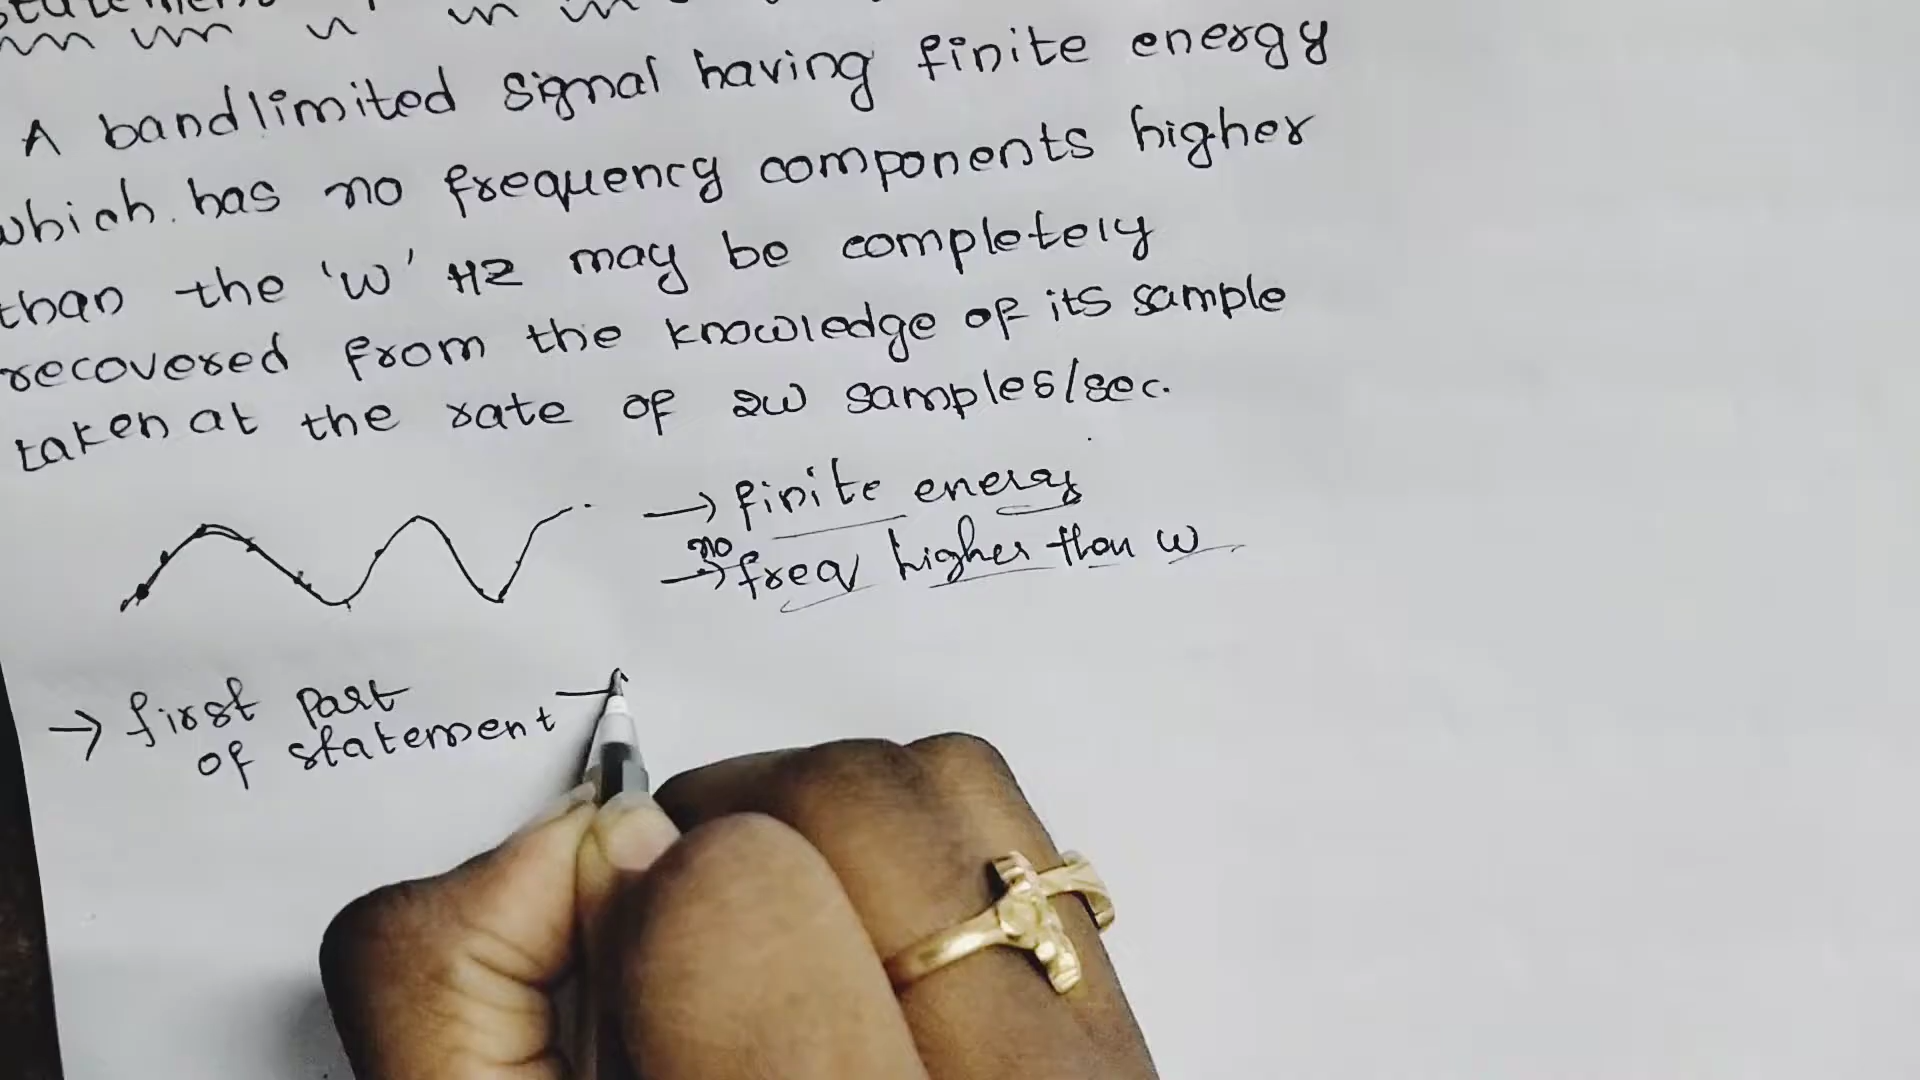 A bandlimited signal having finite energy
which has no frequency components higher
than the 'W' HZ may be completely
recovered from the knowledge of its sample
taken at the rate of 2W samples/sec.
→ finite energy
no
→ freq higher than W
→ first part
of statement →